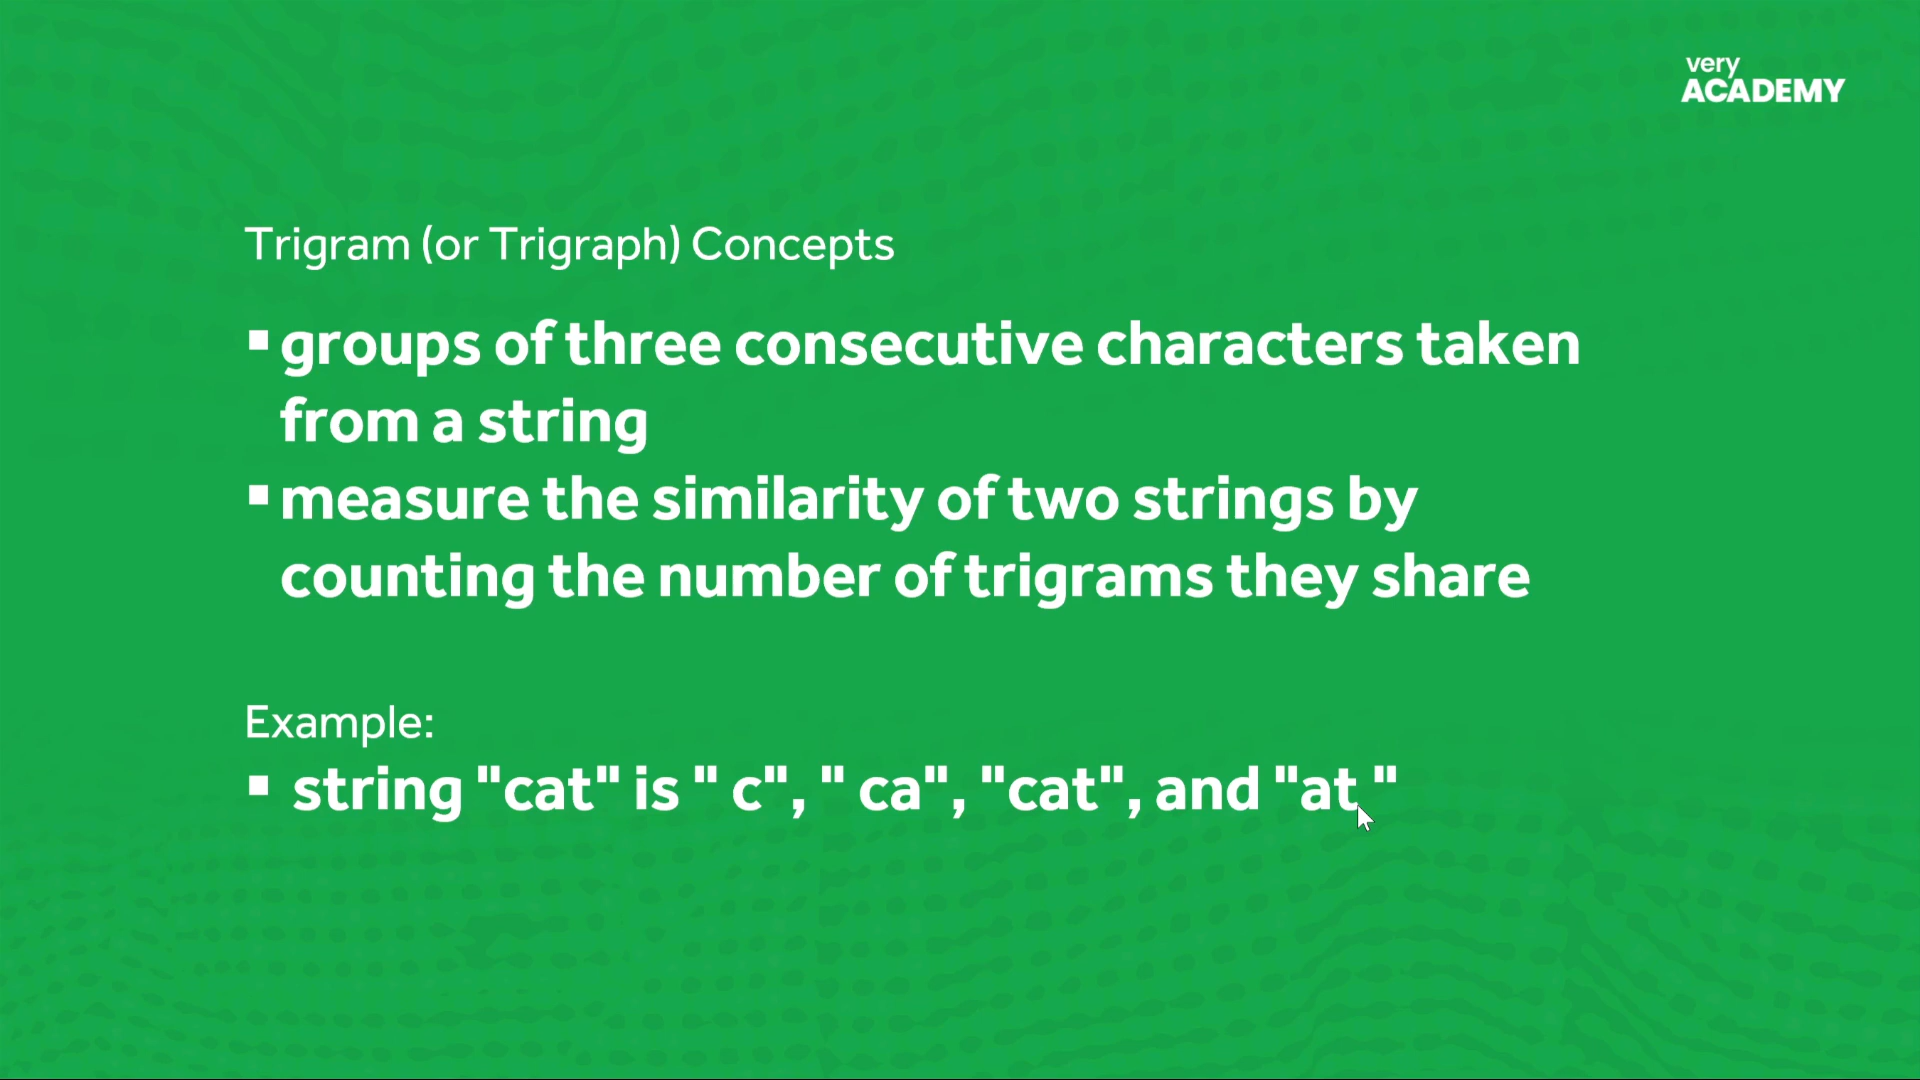 very
ACADEMY
Trigram (or Trigraph) Concepts
▪ groups of three consecutive characters taken
from a string
▪ measure the similarity of two strings by
counting the number of trigrams they share
Example:
▪ string "cat" is " c", " ca", "cat", and "at "